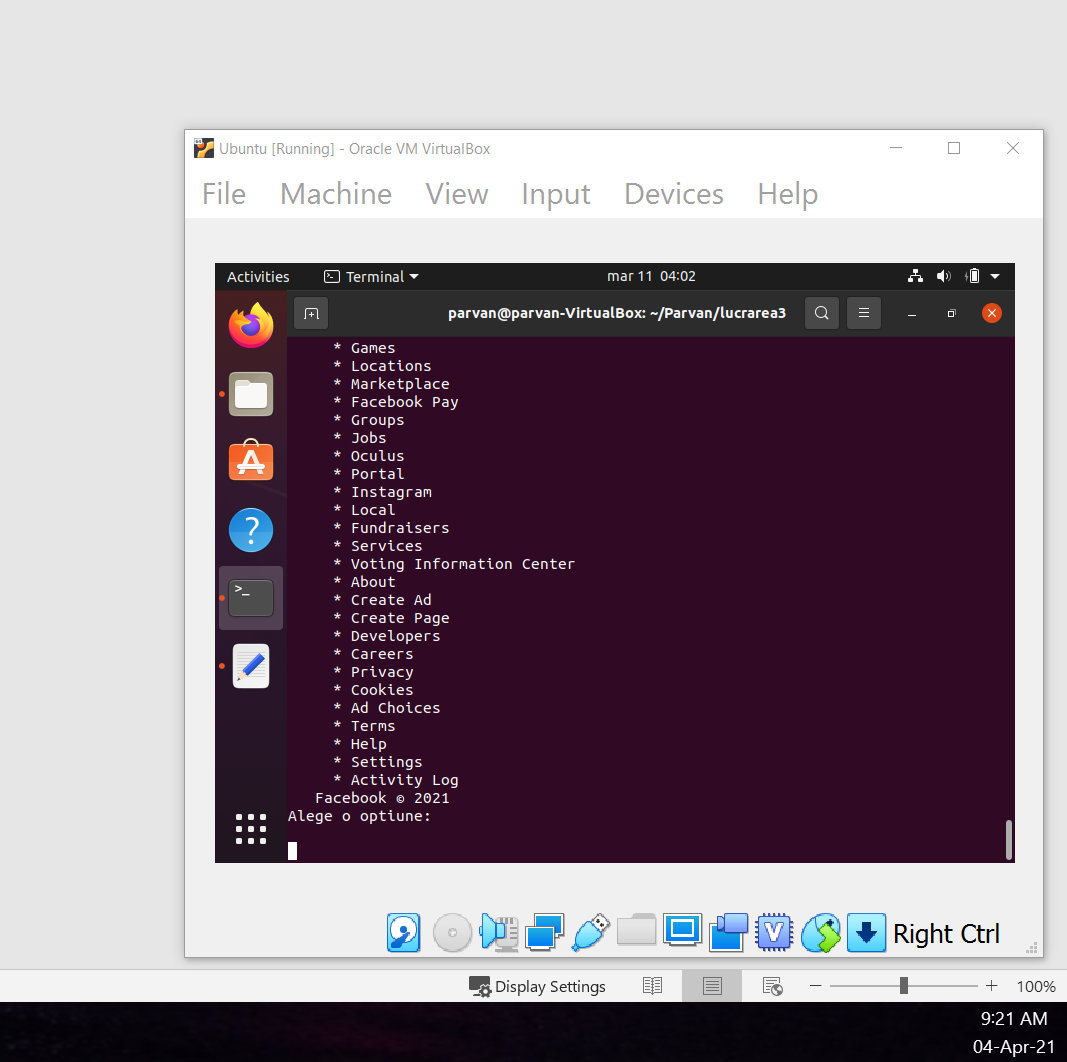 Ubuntu [Running] - Oracle VM VirtualBox
File Machine View Input Devices Help
Activities Terminal mar 11 04:02
parvan@parvan-VirtualBox: ~/Parvan/lucrarea3
* Games
* Locations
* Marketplace
* Facebook Pay
* Groups
* Jobs
* Oculus
* Portal
* Instagram
* Local
* Fundraisers
* Services
* Voting Information Center
* About
* Create Ad
* Create Page
* Developers
* Careers
* Privacy
* Cookies
* Ad Choices
* Terms
* Help
* Settings
* Activity Log
Facebook © 2021
Alege o optiune:
Right Ctrl
Display Settings 100%
9:21 AM
04-Apr-21